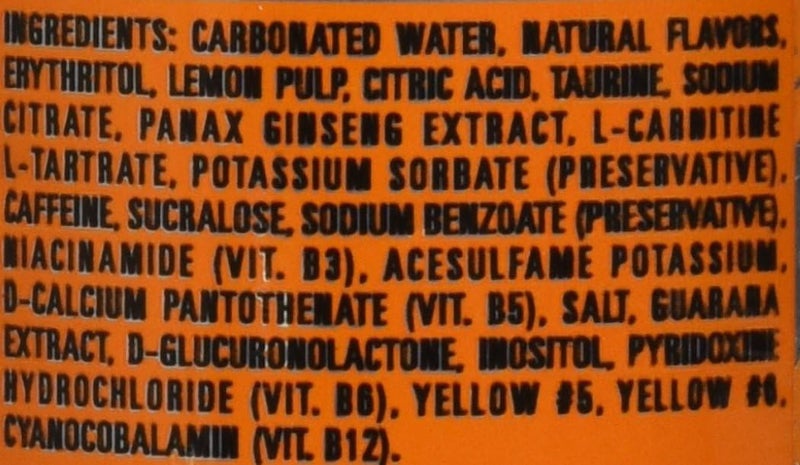 INGREDIENTS: CARBONATED WATER, NATURAL FLAVORS,
ERYTHRITOL, LEMON PULP, CITRIC ACID, TAURINE, SODIUM
CITRATE, PANAX GINSENG EXTRACT, L-CARNITINE
L-TARTRATE, POTASSIUM SORBATE (PRESERVATIVE),
CAFFEINE, SUCRALOSE, SODIUM BENZOATE (PRESERVATIVE),
NIACINAMIDE (VIT. B3), ACESULFAME POTASSIUM,
D-CALCIUM PANTOTHENATE (VIT. B5), SALT, GUARANA
EXTRACT, D-GLUCURONOLACTONE, INOSITOL, PYRIDOXINE
HYDROCHLORIDE (VIT. B6), YELLOW #5, YELLOW #6,
CYANOCOBALAMIN (VIT. B12).